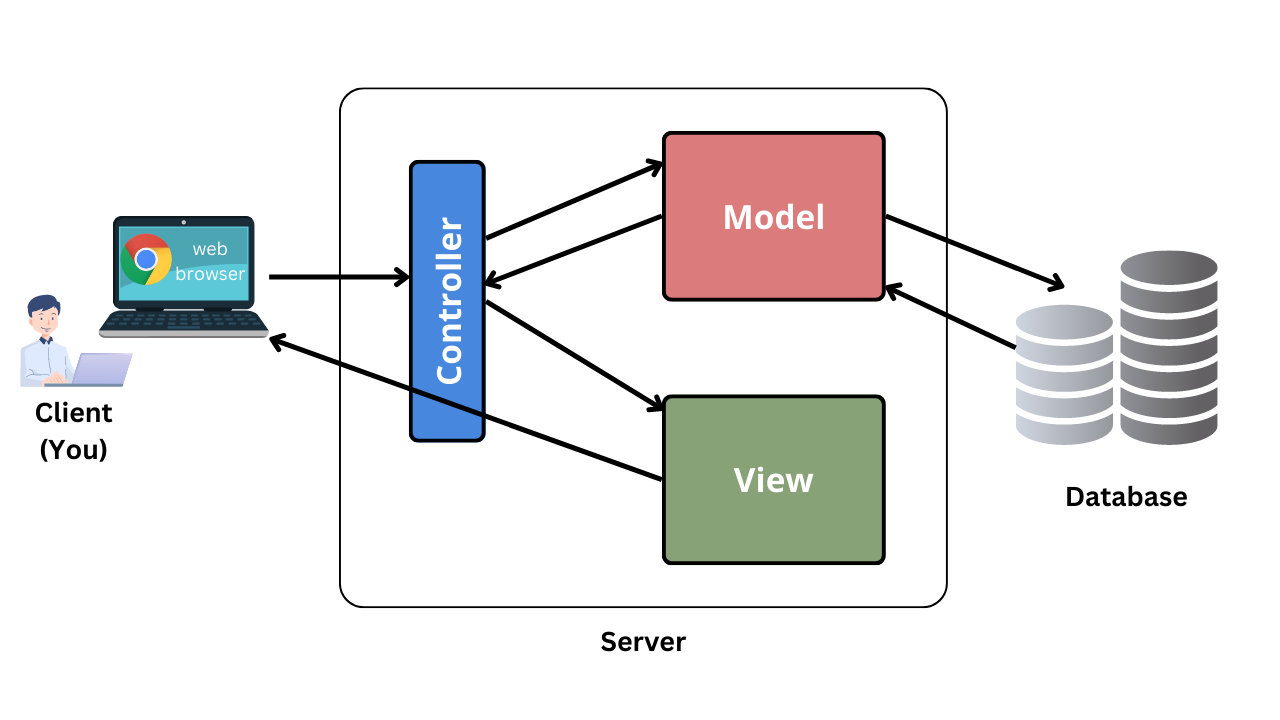 web
browser
Client
(You)
Controller
Model
View
Database
Server